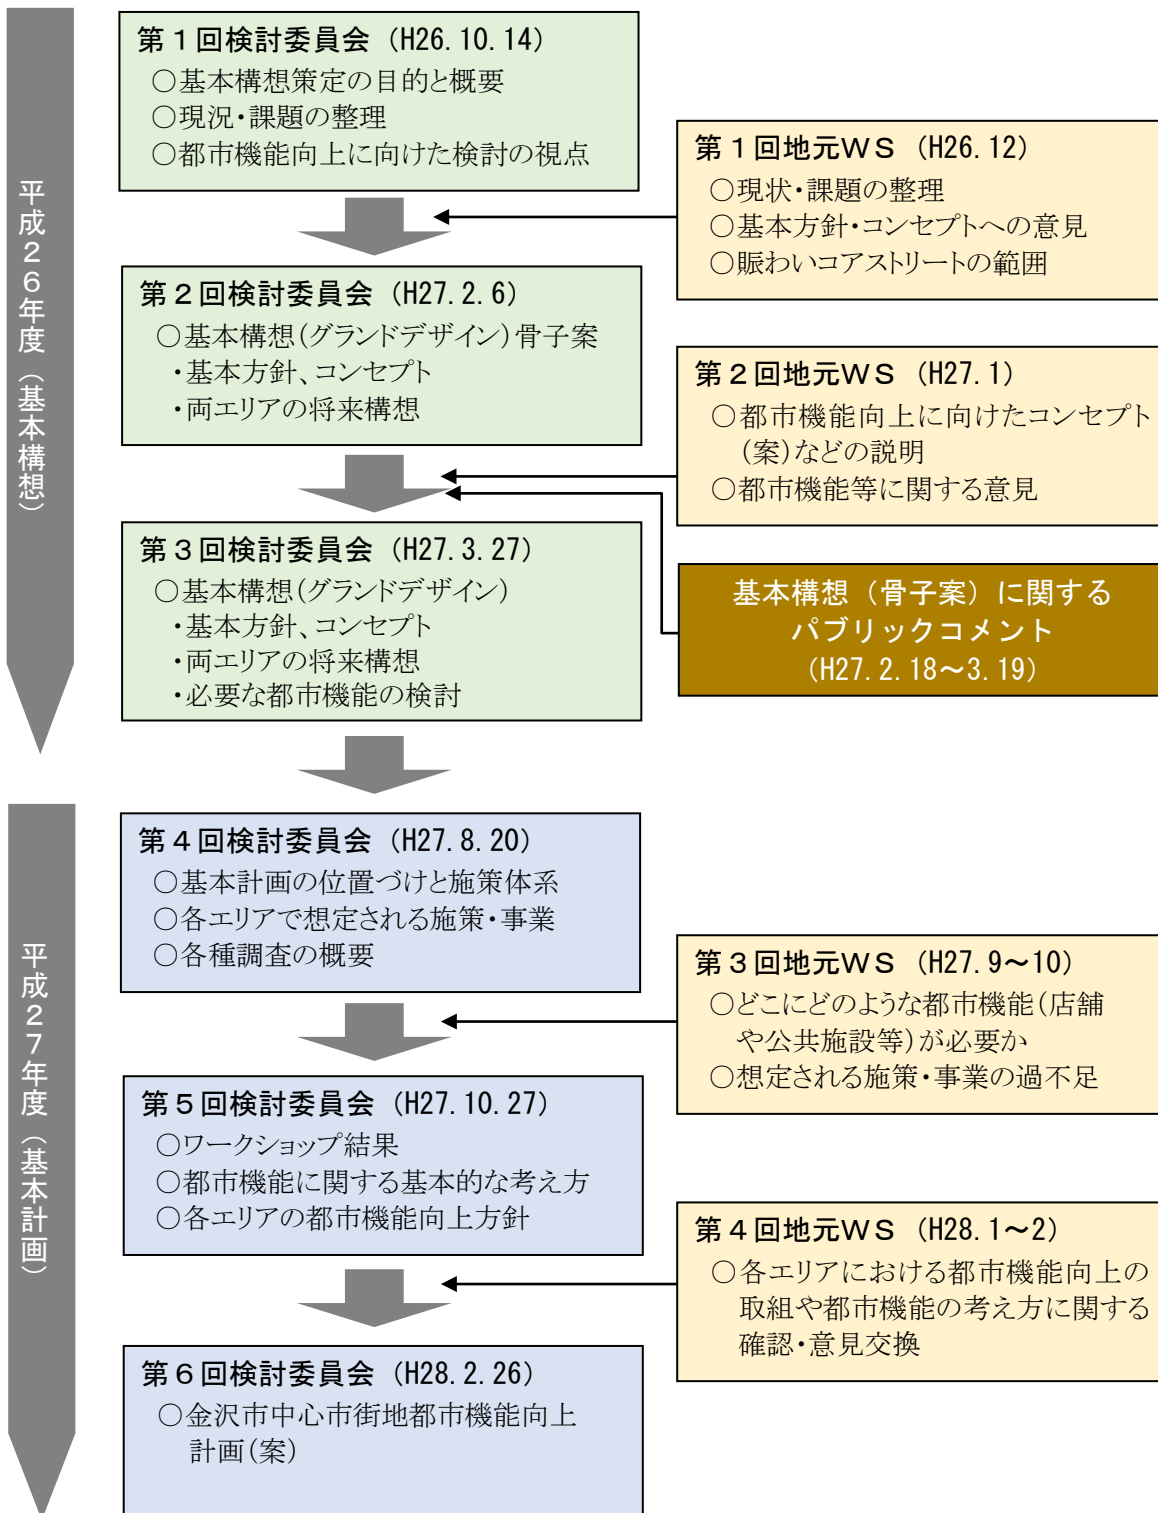 平成26年度（基本構想）
第１回検討委員会（H26.10.14）
○基本構想策定の目的と概要
○現況・課題の整理
○都市機能向上に向けた検討の視点
第１回地元ＷＳ（H26.12）
○現状・課題の整理
○基本方針・コンセプトへの意見
○賑わいコアストリートの範囲
第２回検討委員会（H27.2.6）
○基本構想(グランドデザイン)骨子案
・基本方針、コンセプト
・両エリアの将来構想
第２回地元ＷＳ（H27.1）
○都市機能向上に向けたコンセプト
(案)などの説明
○都市機能等に関する意見
第３回検討委員会（H27.3.27）
○基本構想(グランドデザイン)
・基本方針、コンセプト
・両エリアの将来構想
・必要な都市機能の検討
基本構想（骨子案）に関する
パブリックコメント
（H27.2.18～3.19）
平成27年度（基本計画）
第４回検討委員会（H27.8.20）
○基本計画の位置づけと施策体系
○各エリアで想定される施策・事業
○各種調査の概要
第３回地元ＷＳ（H27.9～10）
○どこにどのような都市機能(店舗
や公共施設等)が必要か
○想定される施策・事業の過不足
第５回検討委員会（H27.10.27）
○ワークショップ結果
○都市機能に関する基本的な考え方
○各エリアの都市機能向上方針
第４回地元ＷＳ（H28.1～2）
○各エリアにおける都市機能向上の
取組や都市機能の考え方に関する
確認・意見交換
第６回検討委員会（H28.2.26）
○金沢市中心市街地都市機能向上
計画(案)